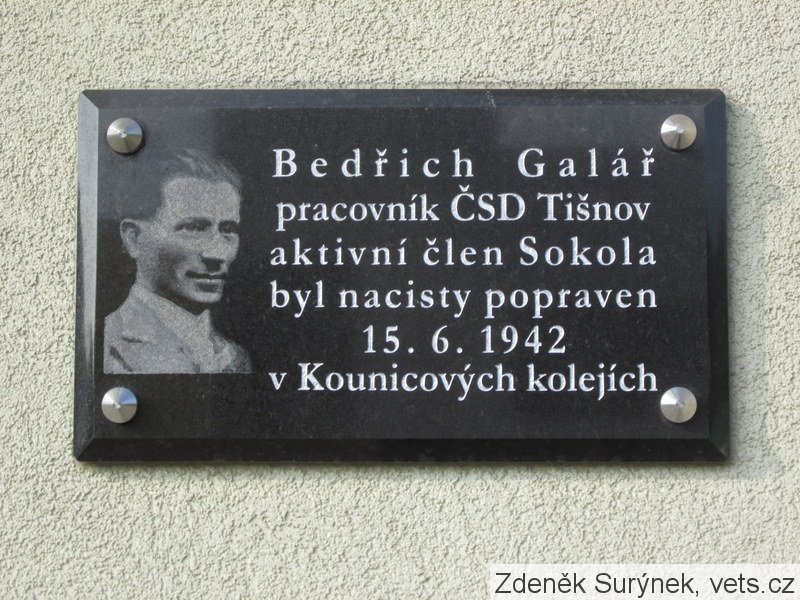 Bedřich Galář
pracovník ČSD Tišnov
aktivní člen Sokola
byl nacisty popraven
15. 6. 1942
v Kounicových kolejích
Zdeněk Surýnek, vets.cz